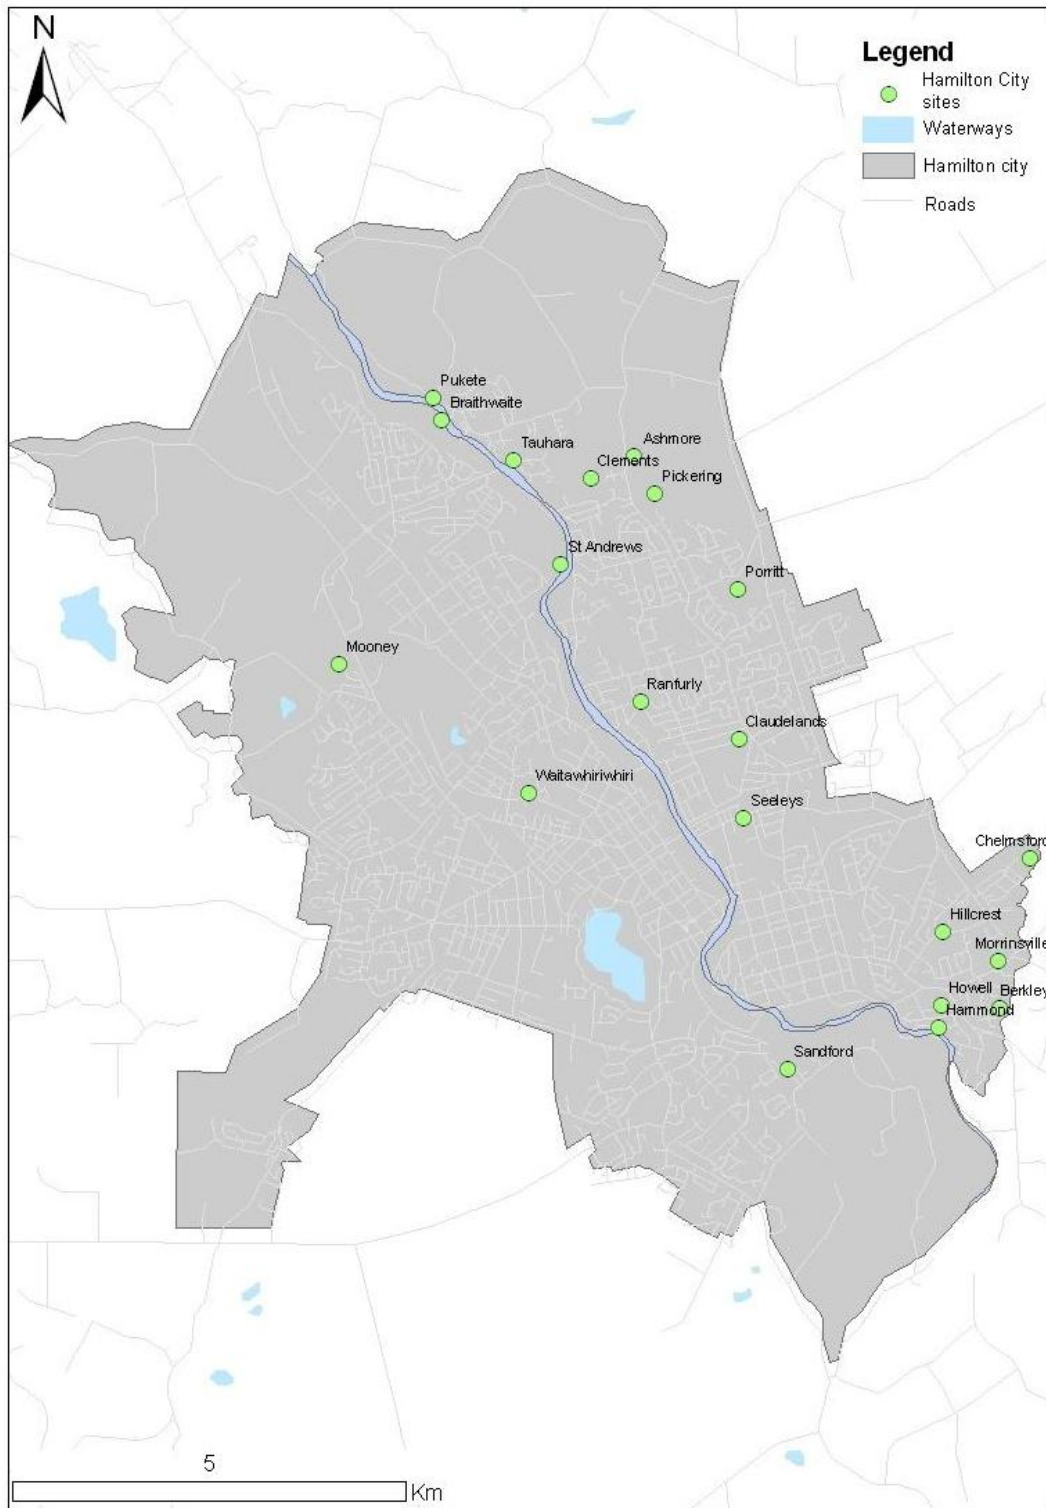 N
Legend
Hamilton City
sites
Waterways
Hamilton city
Roads
Pukete
Braithwaite
Tauhara
Ashmore
Clements
Pickering
St Andrews
Porritt
Mooney
Ranfurly
Claudelands
Waitawhiriwhiri
Seeleys
Chelmsford
Hillcrest
Morrinsville
Howell
Berkley
Hammond
Sandford
5
Km